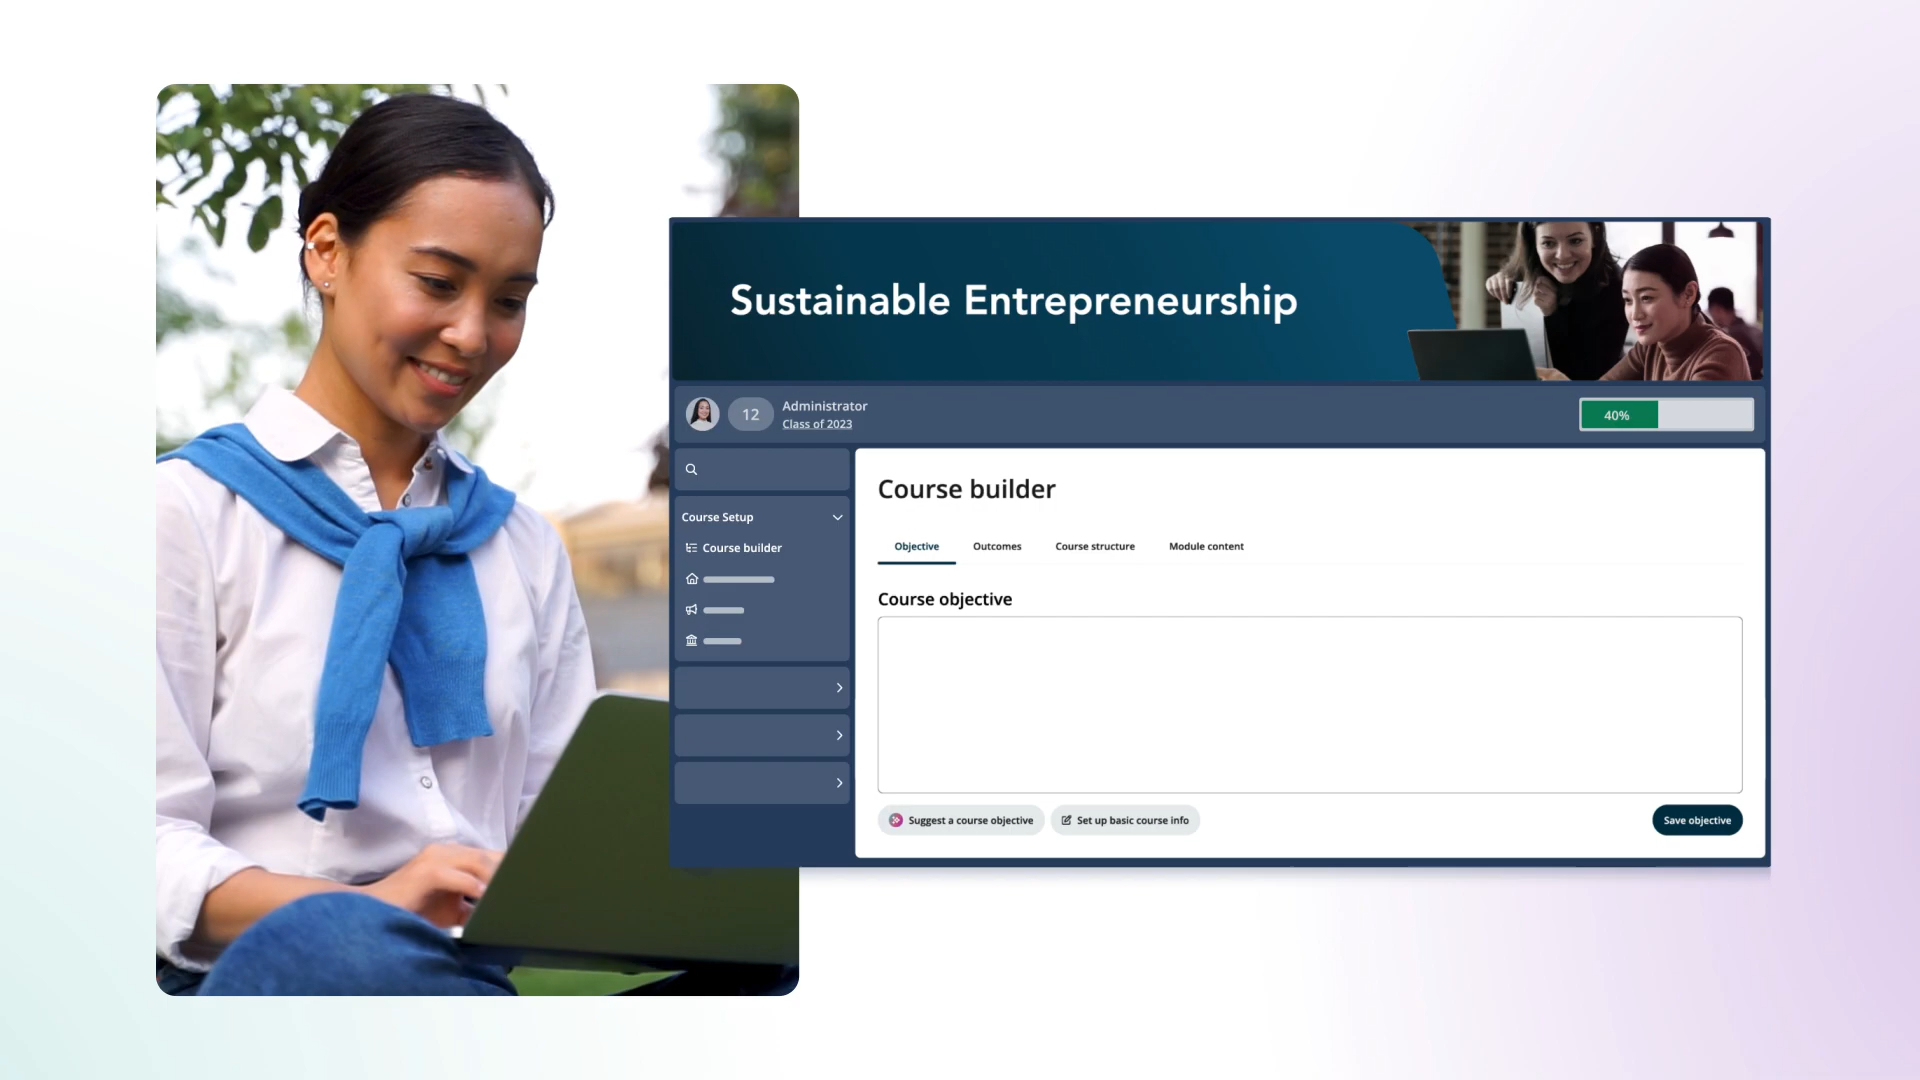 Sustainable Entrepreneurship
12
Administrator
Class of 2023
40%
Course Setup
Course builder
Course builder
Objective
Outcomes
Course structure
Module content
Course objective
Suggest a course objective
Set up basic course info
Save objective